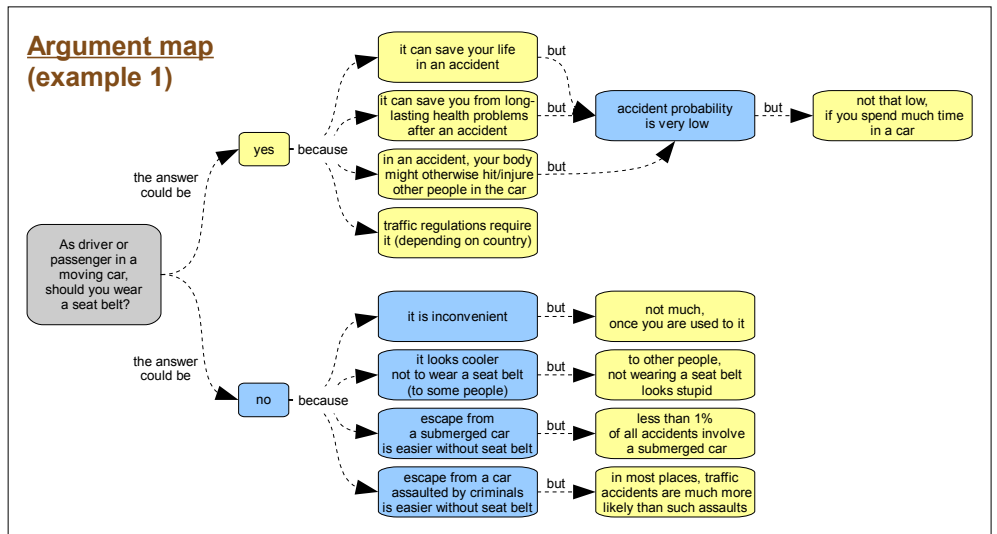 Argument map
(example 1)
As driver or
passenger in a
moving car,
should you wear
a seat belt?
the answer
could be
yes
because
it can save your life
in an accident
but
it can save you from long-
lasting health problems
after an accident
but
in an accident, your body
might otherwise hit/injure
other people in the car
but
traffic regulations require
it (depending on country)
accident probability
is very low
but
not that low,
if you spend much time
in a car
the answer
could be
no
because
it is inconvenient
but
not much,
once you are used to it
it looks cooler
not to wear a seat belt
(to some people)
but
to other people,
not wearing a seat belt
looks stupid
escape from
a submerged car
is easier without seat belt
but
less than 1%
of all accidents involve
a submerged car
escape from a car
assaulted by criminals
is easier without seat belt
but
in most places, traffic
accidents are much more
likely than such assaults